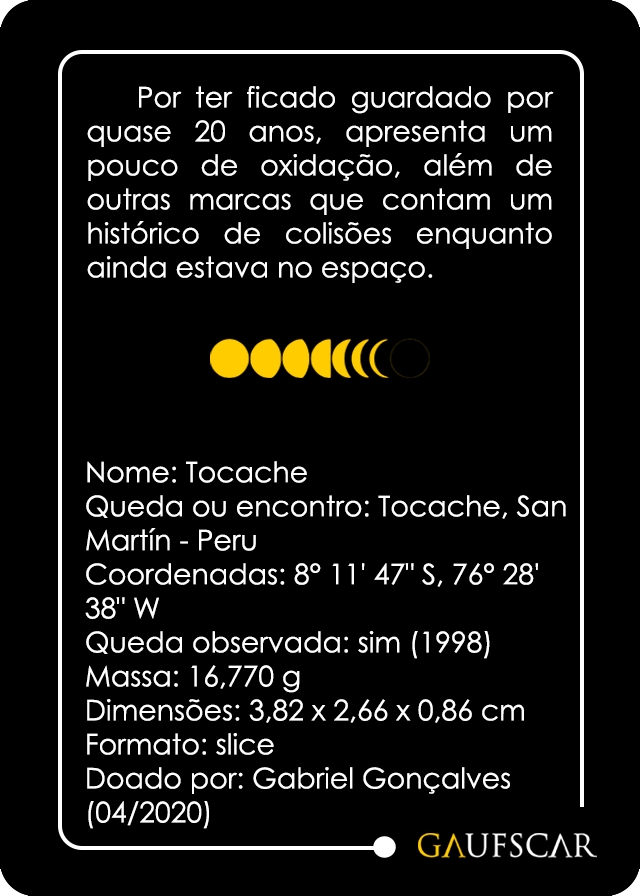 Por ter ficado guardado por
quase 20 anos, apresenta um
pouco de oxidação, além de
outras marcas que contam um
histórico de colisões enquanto
ainda estava no espaço.
Nome: Tocache
Queda ou encontro: Tocache, San
Martín - Peru
Coordenadas: 8° 11' 47" S, 76° 28'
38" W
Queda observada: sim (1998)
Massa: 16,770 g
Dimensões: 3,82 x 2,66 x 0,86 cm
Formato: slice
Doado por: Gabriel Gonçalves
(04/2020)
GAUFSCAR